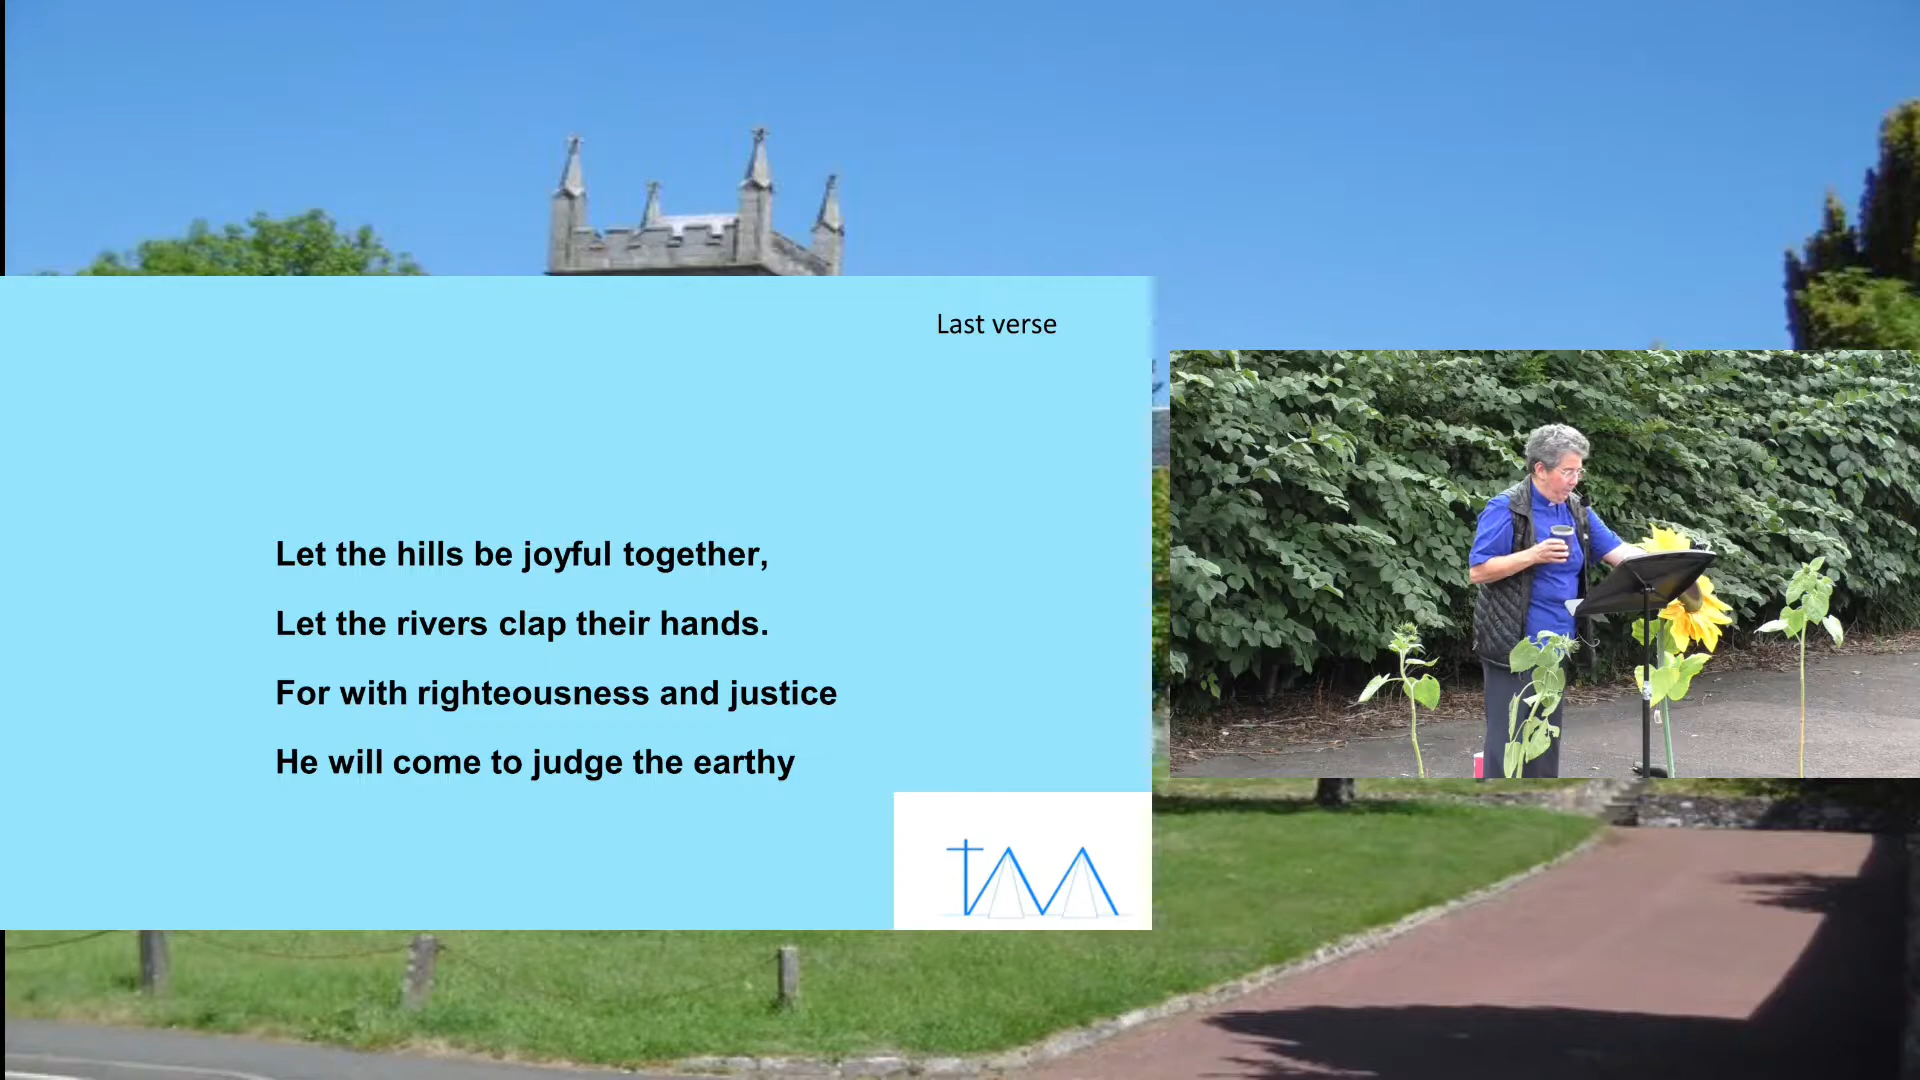 Last verse
Let the hills be joyful together,
Let the rivers clap their hands.
For with righteousness and justice
He will come to judge the earthy